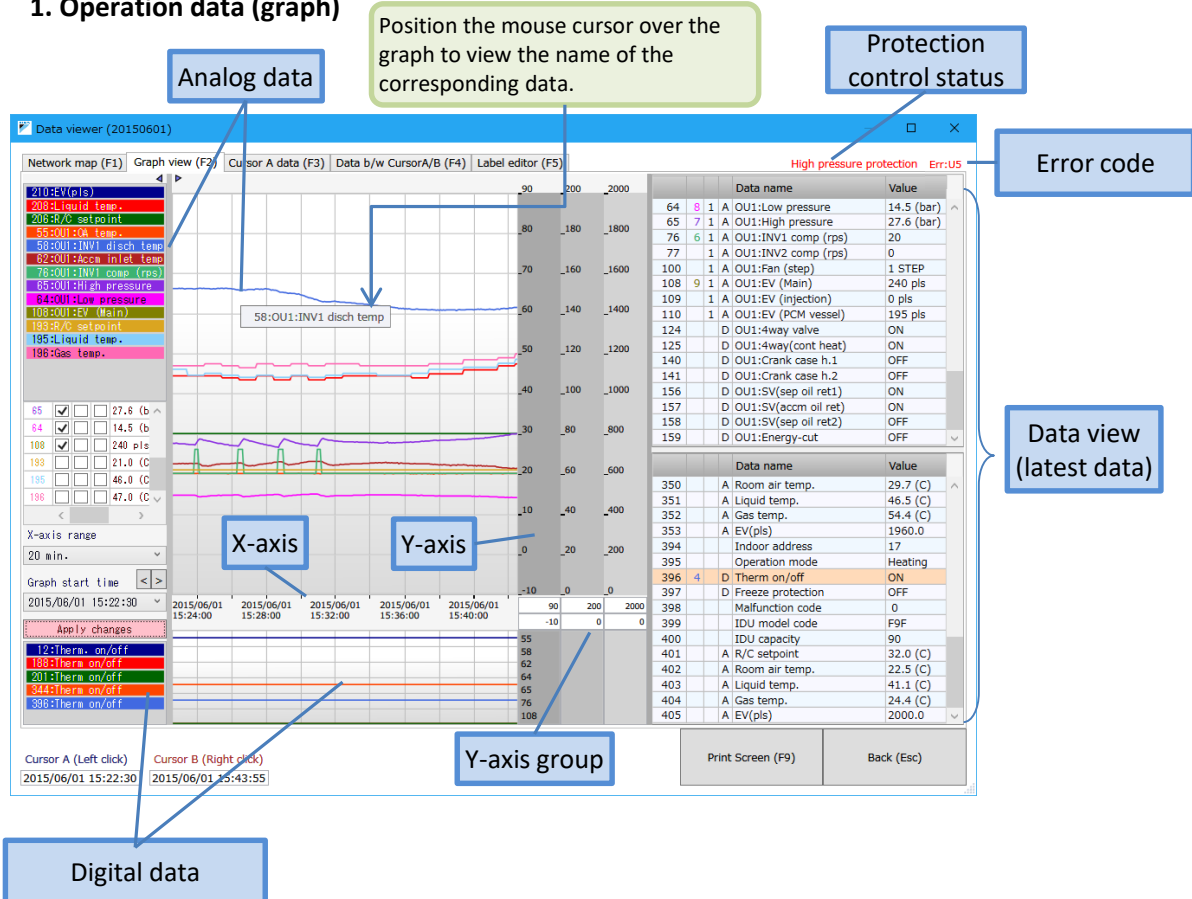 1. Operation data (graph)
Position the mouse cursor over the
graph to view the name of the
corresponding data.
Analog data
Protection
control status
Data viewer (20150601)
Error code
Network map (F1) Graph view (F2) Cursor A data (F3) Data b/w CursorA/B (F4) Label editor (F5)
High pressure protection Err:U5
210:EV(pls)
208:Liquid temp.
206:R/C setpoint
55:OU1:OA temp.
58:OU1:INV1 disch temp
62:OU1:Accm inlet temp
76:OU1:INV1 comp (rps)
65:OU1:High pressure
64:OU1:Low pressure
108:OU1:EV (Main)
193:R/C setpoint
195:Liquid temp.
196:Gas temp.
65 27.6 (b
64 14.5 (b
108 240 pls
193 21.0 (C
195 46.0 (C
196 47.0 (C
X-axis range
20 min.
Graph start time < >
2015/06/01 15:22:30
Apply changes
12:Therm. on/off
188:Therm on/off
201:Therm on/off
344:Therm on/off
396:Therm on/off
58:OU1:INV1 disch temp
90 200 2000
80 180 1800
70 160 1600
60 140 1400
50 120 1200
40 100 1000
30 80 800
20 60 600
10 40 400
0 20 200
-10 0 0
X-axis
Y-axis
2015/06/01 2015/06/01 2015/06/01 2015/06/01 2015/06/01
15:24:00 15:28:00 15:32:00 15:36:00 15:40:00
90 200 2000
-10 0 0
55
58
62
64
65
76
108
Data name Value
64 8 1 A OU1:Low pressure 14.5 (bar)
65 7 1 A OU1:High pressure 27.6 (bar)
76 6 1 A OU1:INV1 comp (rps) 20
77 1 A OU1:INV2 comp (rps) 0
100 1 A OU1:Fan (step) 1 STEP
108 9 1 A OU1:EV (Main) 240 pls
109 1 A OU1:EV (injection) 0 pls
110 1 A OU1:EV (PCM vessel) 195 pls
124 D OU1:4way valve ON
125 D OU1:4way(cont heat) ON
140 D OU1:Crank case h.1 OFF
141 D OU1:Crank case h.2 OFF
156 D OU1:SV(sep oil ret1) ON
157 D OU1:SV(accm oil ret) ON
158 D OU1:SV(sep oil ret2) OFF
159 D OU1:Energy-cut OFF
Data name Value
350 A Room air temp. 29.7 (C)
351 A Liquid temp. 46.5 (C)
352 A Gas temp. 54.4 (C)
353 A EV(pls) 1960.0
394 Indoor address 17
395 Operation mode Heating
396 4 D Therm on/off ON
397 D Freeze protection OFF
398 Malfunction code 0
399 IDU model code F9F
400 IDU capacity 90
401 A R/C setpoint 32.0 (C)
402 A Room air temp. 22.5 (C)
403 A Liquid temp. 41.1 (C)
404 A Gas temp. 24.4 (C)
405 A EV(pls) 2000.0
Data view
(latest data)
Y-axis group
Cursor A (Left click) Cursor B (Right click)
2015/06/01 15:22:30 2015/06/01 15:43:55
Print Screen (F9) Back (Esc)
Digital data